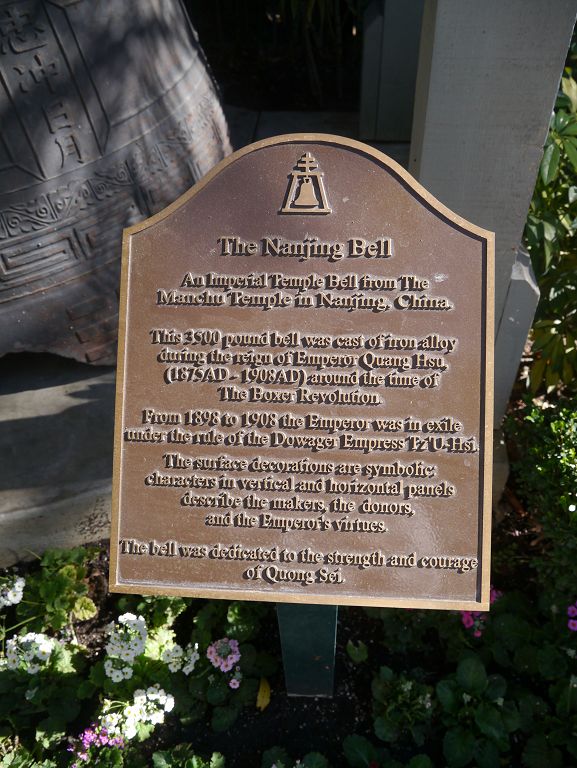 忠冲日月
The Nanjing Bell
An Imperial Temple Bell from The
Manchu Temple in Nanjing, China.
This 3500 pound bell was cast of iron alloy
during the reign of Emperor Quang Hsu,
(1875AD - 1908AD) around the time of
The Boxer Revolution.
From 1898 to 1908 the Emperor was in exile
under the rule of the Dowager Empress Tz'U-Hsi.
The surface decorations are symbolic,
characters in vertical and horizontal panels
describe the makers, the donors,
and the Emperor's virtues.
The bell was dedicated to the strength and courage
of Quong Sei.